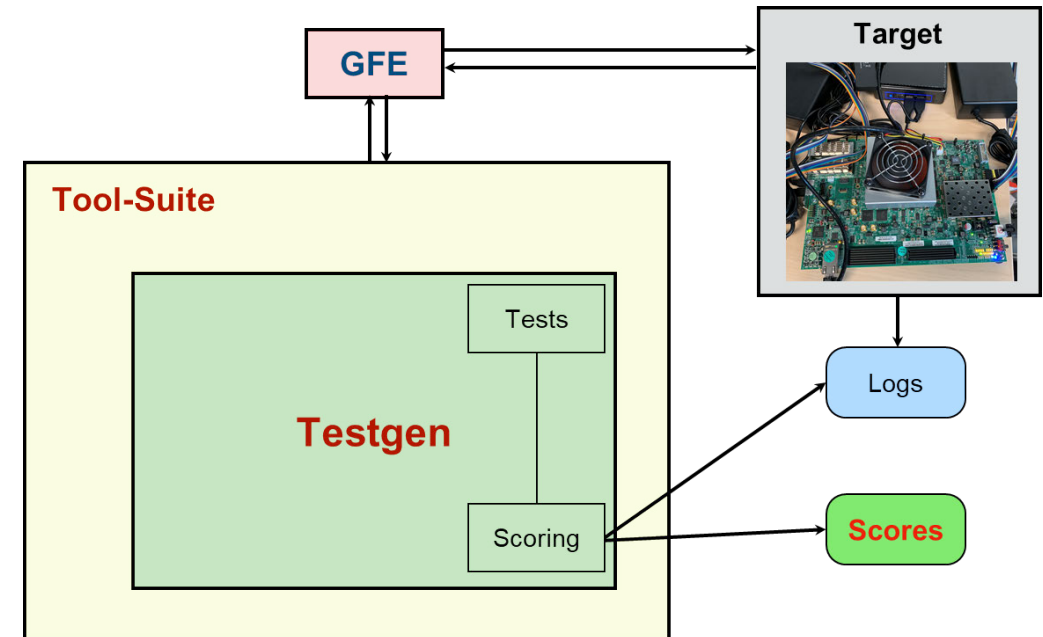 Target
GFE
Tool-Suite
Tests
Logs
Testgen
Scoring
Scores